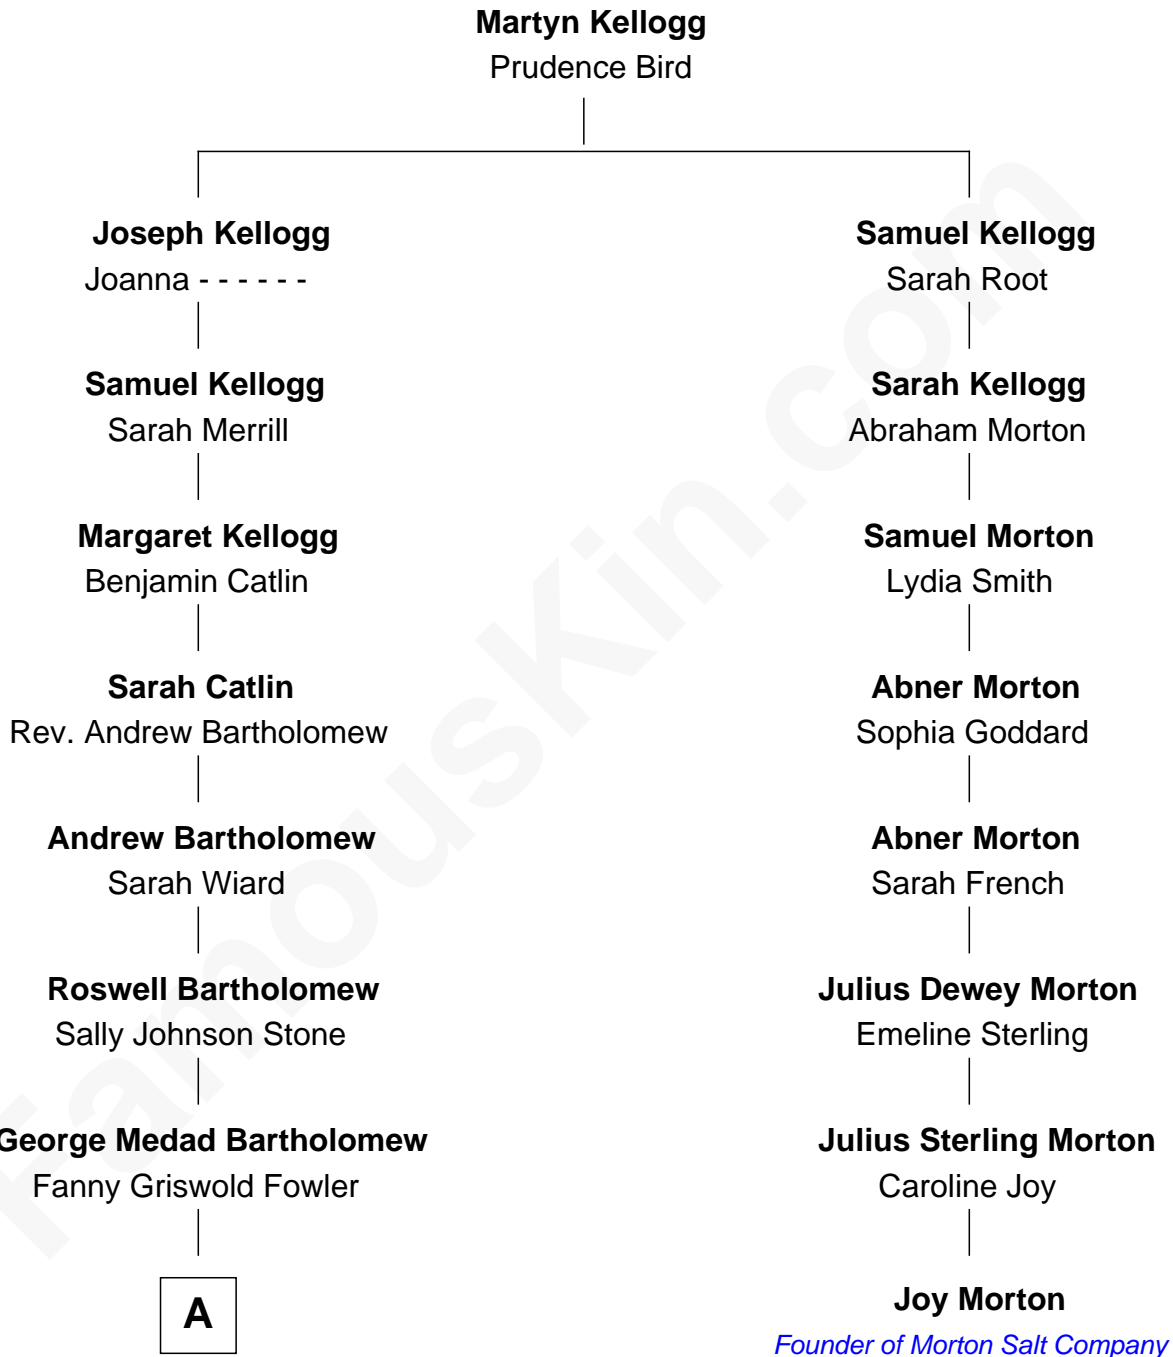 Martyn Kellogg
Prudence Bird
Joseph Kellogg
Joanna - - - - - -
Samuel Kellogg
Sarah Root
Samuel Kellogg
Sarah Merrill
Sarah Kellogg
Abraham Morton
Margaret Kellogg
Benjamin Catlin
Samuel Morton
Lydia Smith
Sarah Catlin
Rev. Andrew Bartholomew
Abner Morton
Sophia Goddard
Andrew Bartholomew
Sarah Wiard
Abner Morton
Sarah French
Roswell Bartholomew
Sally Johnson Stone
Julius Dewey Morton
Emeline Sterling
George Medad Bartholomew
Fanny Griswold Fowler
Julius Sterling Morton
Caroline Joy
A
Joy Morton
Founder of Morton Salt Company
FamousKin.com